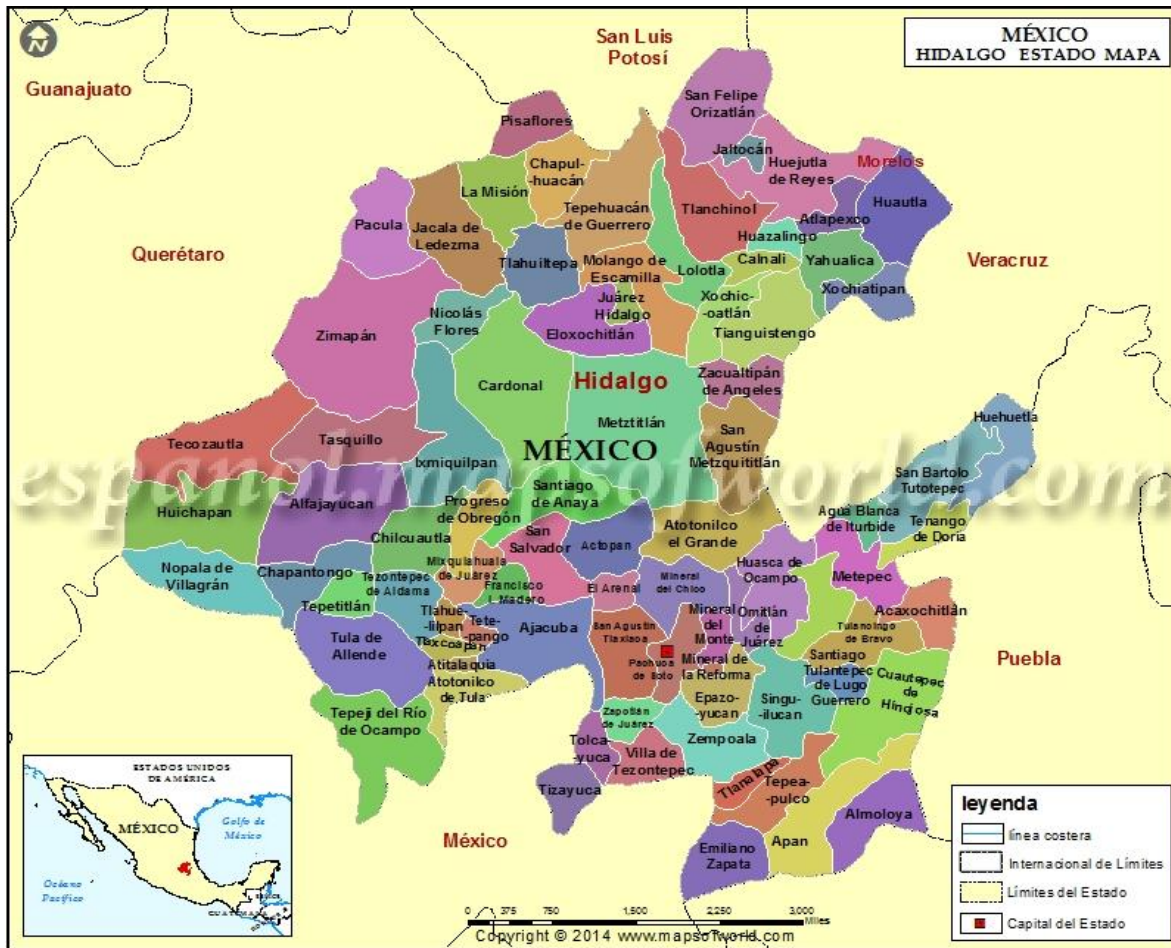 MÉXICO
HIDALGO ESTADO MAPA
San Luis
Potosí
Guanajuato
Querétaro
Veracruz
Puebla
México
Morelos
Hidalgo
MÉXICO
espanol.mapsofworld.com
San Felipe
Orizatlán
Pisaflores
Jaltocán
Huejutla
de Reyes
Chapul-
-huacán
La Misión
Tepehuacán
de Guerrero
Tlanchinol
Atlapexco
Huautla
Pacula
Jacala de
Ledezma
Huazalingo
Tlahuiltepa
Molango de
Escamilla
Lolotla
Calnali
Yahualica
Xochiatipan
Nicolás
Flores
Juárez
Hidalgo
Xochic-
-oatlán
Eloxochitlán
Tianguistengo
Zimapán
Cardonal
Zacualtipán
de Angeles
Metztitlán
Tecozautla
Tasquillo
Ixmiquilpan
San
Agustín
Metzquititlán
Huehuetla
San Bartolo
Tutotepec
Huichapan
Alfajayucan
Progreso
de Obregón
Santiago
de Anaya
Agua Blanca
de Iturbide
Tenango
de Doria
Chilcuautla
San
Salvador
Actopan
Atotonilco
el Grande
Nopala de
Villagrán
Chapantongo
Mixquiahuala
de Juárez
Huasca de
Ocampo
Metepec
Tezontepec
de Aldama
Francisco
I. Madero
El Arenal
Mineral
del Chico
Tepetitlán
Acaxochitlán
Tlahue-
-lilpan
Tete-
-pango
Ajacuba
San Agustín
Tlaxiaca
Mineral
del
Monte
Omitlán
de
Juárez
Tulancingo
de Bravo
Tula de
Allende
Tlaxcoapan
Atitalaquia
Atotonilco
de Tula
Pachuca
de Soto
Mineral de
la Reforma
Santiago
Tulantepec
de Lugo
Guerrero
Cuautepec
de
Hinojosa
Tepeji del Río
de Ocampo
Zapotlán
de Juárez
Epazo-
-yucan
Singu-
-ilucan
Tolca-
-yuca
Villa de
Tezontepec
Zempoala
Tizayuca
Tlanalapa
Tepea-
-pulco
Almoloya
Apan
Emiliano
Zapata
ESTADOS UNIDOS
DE AMÉRICA
MÉXICO
Golfo de
México
Océano
Pacífico
GUATEMALA
leyenda
línea costera
Internacional de Límites
Límites del Estado
Capital del Estado
0 375 750 1,500 2,250 3,000
Miles
Copyright © 2014 www.mapsofworld.com